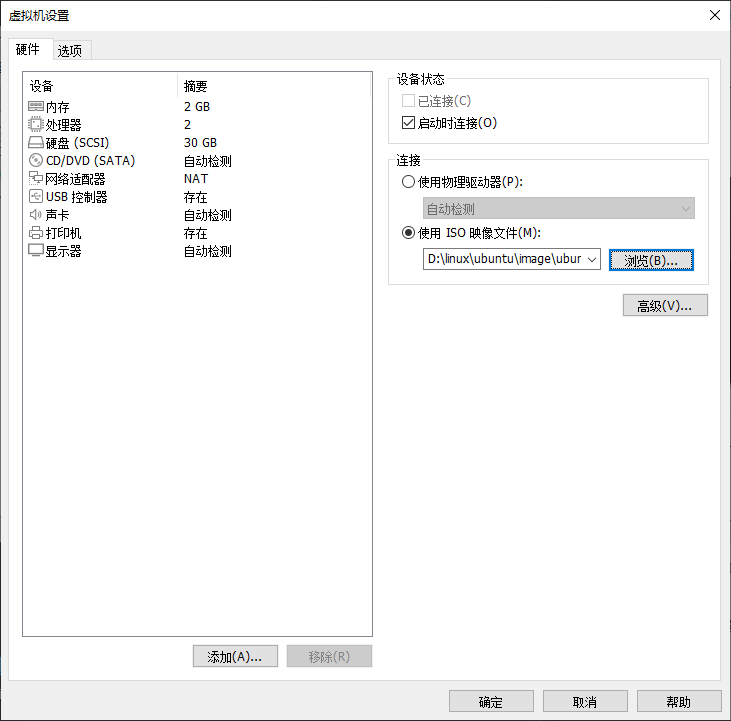 虚拟机设置
硬件 选项
设备 摘要
内存 2 GB
处理器 2
硬盘 (SCSI) 30 GB
CD/DVD (SATA) 自动检测
网络适配器 NAT
USB 控制器 存在
声卡 自动检测
打印机 存在
显示器 自动检测
添加(A)... 移除(R)
设备状态
已连接(C)
启动时连接(O)
连接
使用物理驱动器(P):
自动检测
使用 ISO 映像文件(M):
D:\linux\ubuntu\image\ubur 浏览(B)...
高级(V)...
确定 取消 帮助